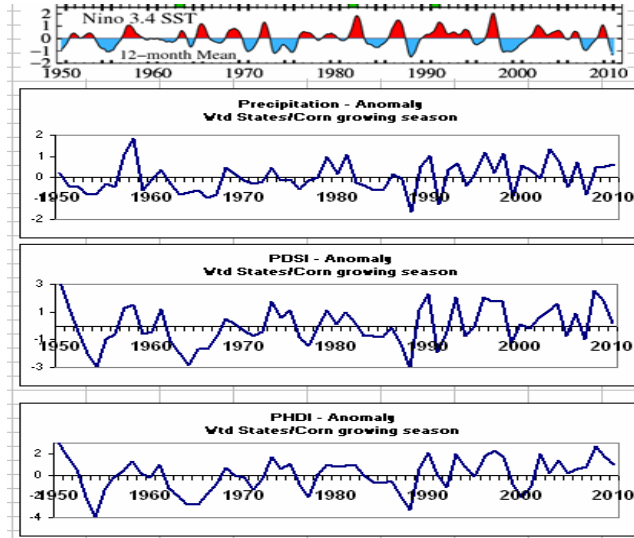 2
1
0
-1
-2
Nino 3.4 SST
12-month Mean
1950 1960 1970 1980 1990 2000 2010
Precipitation - Anomaly
Wtd States/Corn growing season
2
1
0
-1
-2
1950 1960 1970 1980 1990 2000 2010
PDSI - Anomaly
Wtd States/Corn growing season
3
1
-1
-3
1950 1960 1970 1980 1990 2000 2010
PHDI - Anomaly
Wtd States/Corn growing season
2
0
-2
-4
1950 1960 1970 1980 1990 2000 2010